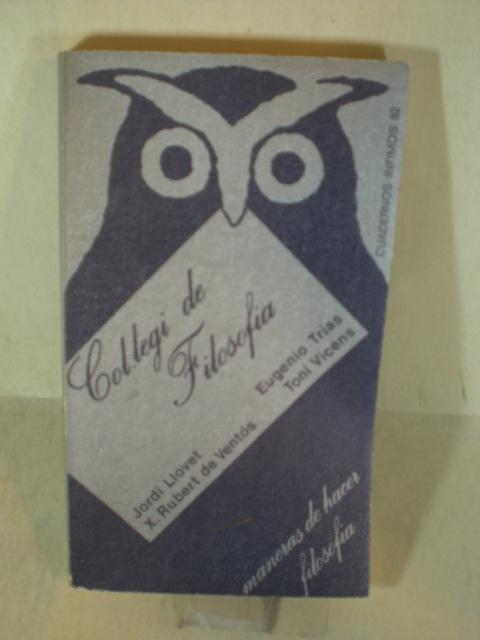 CUADERNOS INFIMOS 82
Col.legi de
Filosofia
Eugenio Trías
Toni Vicens
Jordi Llovet
X. Rubert de Ventós
maneras de hacer
filosofía